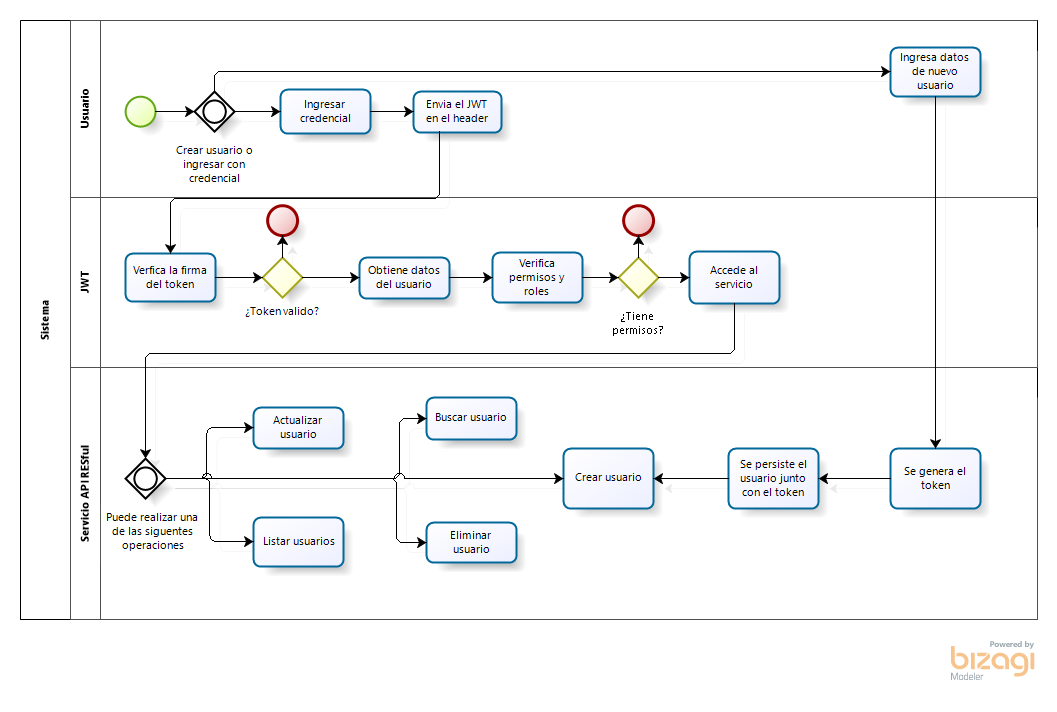 Sistema
Usuario
Crear usuario o
ingresar con
credencial
Ingresar
credencial
Envia el JWT
en el header
Ingresa datos
de nuevo
usuario
JWT
Verfica la firma
del token
¿Token valido?
Obtiene datos
del usuario
Verifica
permisos y
roles
¿Tiene
permisos?
Accede al
servicio
Servicio API RESful
Puede realizar una
de las siguentes
operaciones
Actualizar
usuario
Listar usuarios
Buscar usuario
Eliminar
usuario
Crear usuario
Se persiste el
usuario junto
con el token
Se genera el
token
Powered by
bizagi
Modeler